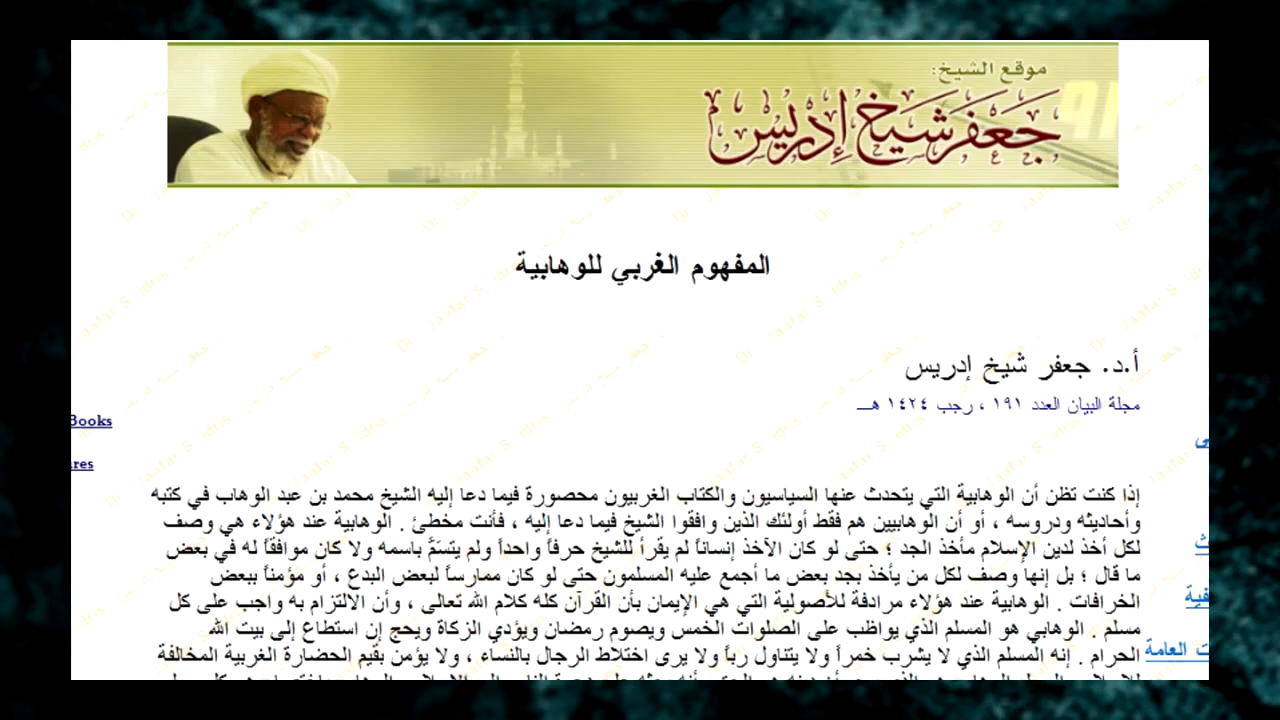 موقع الشيخ:
جعفر شيخ إدريس
المفهوم الغربي للوهابية
أ.د. جعفر شيخ إدريس
مجلة البيان العدد ١٩١ ، رجب ١٤٢٤ هـ
Books
إذا كنت تظن أن الوهابية التي يتحدث عنها السياسيون والكتاب الغربيون محصورة فيما دعا إليه الشيخ محمد بن عبد الوهاب في كتبه
وأحاديثه ودروسه ، أو أن الوهابيين هم فقط أولئك الذين وافقوا الشيخ فيما دعا إليه ، فأنت مخطئ . الوهابية عند هؤلاء هي وصف
لكل أخذ لدين الإسلام مأخذ الجد ؛ حتى لو كان الآخذ إنساناً لم يقرأ للشيخ حرفاً واحداً ولم يتسَمَّ باسمه ولا كان موافقاً له في بعض
ما قال ؛ بل إنها وصف لكل من يأخذ بجد بعض ما أجمع عليه المسلمون حتى لو كان ممارساً لبعض البدع ، أو مؤمناً ببعض
الخرافات . الوهابية عند هؤلاء مرادفة للأصولية التي هي الإيمان بأن القرآن كله كلام الله تعالى ، وأن الالتزام به واجب على كل
مسلم . الوهابي هو المسلم الذي يواظب على الصلوات الخمس ويصوم رمضان ويؤدي الزكاة ويحج إن استطاع إلى بيت الله
الحرام . إنه المسلم الذي لا يشرب خمراً ولا يتناول رباً ولا يرى اختلاط الرجال بالنساء ، ولا يؤمن بقيم الحضارة الغربية المخالفة
العامة